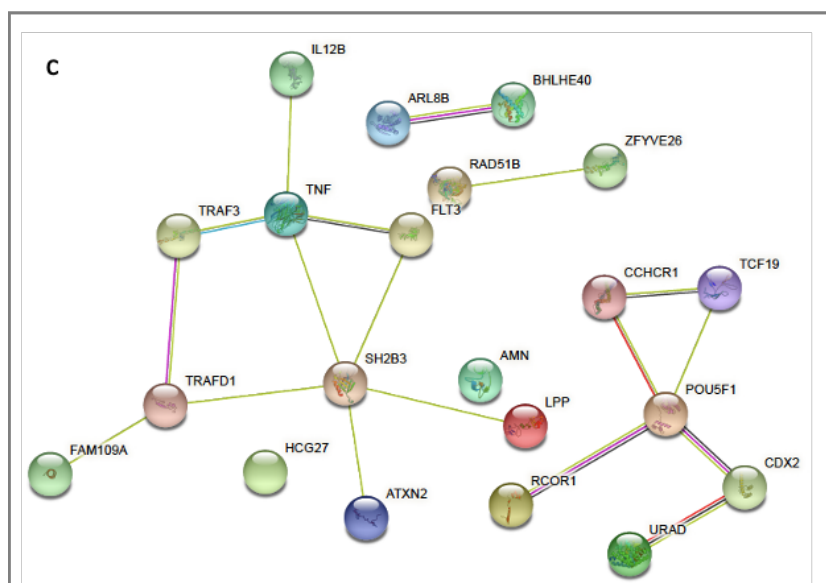 C
IL12B
ARL8B
BHLHE40
ZFYVE26
RAD51B
TNF
TRAF3
FLT3
CCHCR1
TCF19
SH2B3
AMN
TRAFD1
LPP
POU5F1
FAM109A
HCG27
RCOR1
CDX2
ATXN2
URAD